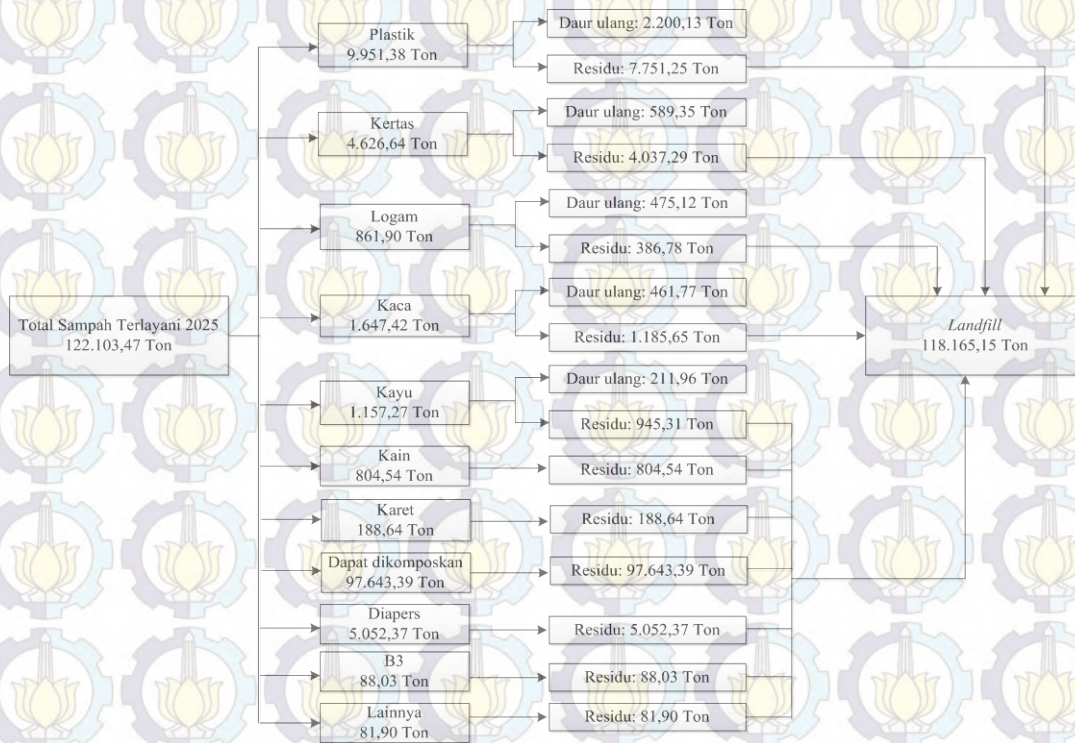 Total Sampah Terlayani 2025
122.103,47 Ton
Plastik
9.951,38 Ton
Daur ulang: 2.200,13 Ton
Residu: 7.751,25 Ton
Kertas
4.626,64 Ton
Daur ulang: 589,35 Ton
Residu: 4.037,29 Ton
Logam
861,90 Ton
Daur ulang: 475,12 Ton
Residu: 386,78 Ton
Kaca
1.647,42 Ton
Daur ulang: 461,77 Ton
Residu: 1.185,65 Ton
Kayu
1.157,27 Ton
Daur ulang: 211,96 Ton
Residu: 945,31 Ton
Kain
804,54 Ton
Residu: 804,54 Ton
Karet
188,64 Ton
Residu: 188,64 Ton
Dapat dikomposkan
97.643,39 Ton
Residu: 97.643,39 Ton
Diapers
5.052,37 Ton
Residu: 5.052,37 Ton
B3
88,03 Ton
Residu: 88,03 Ton
Lainnya
81,90 Ton
Residu: 81,90 Ton
Landfill
118.165,15 Ton